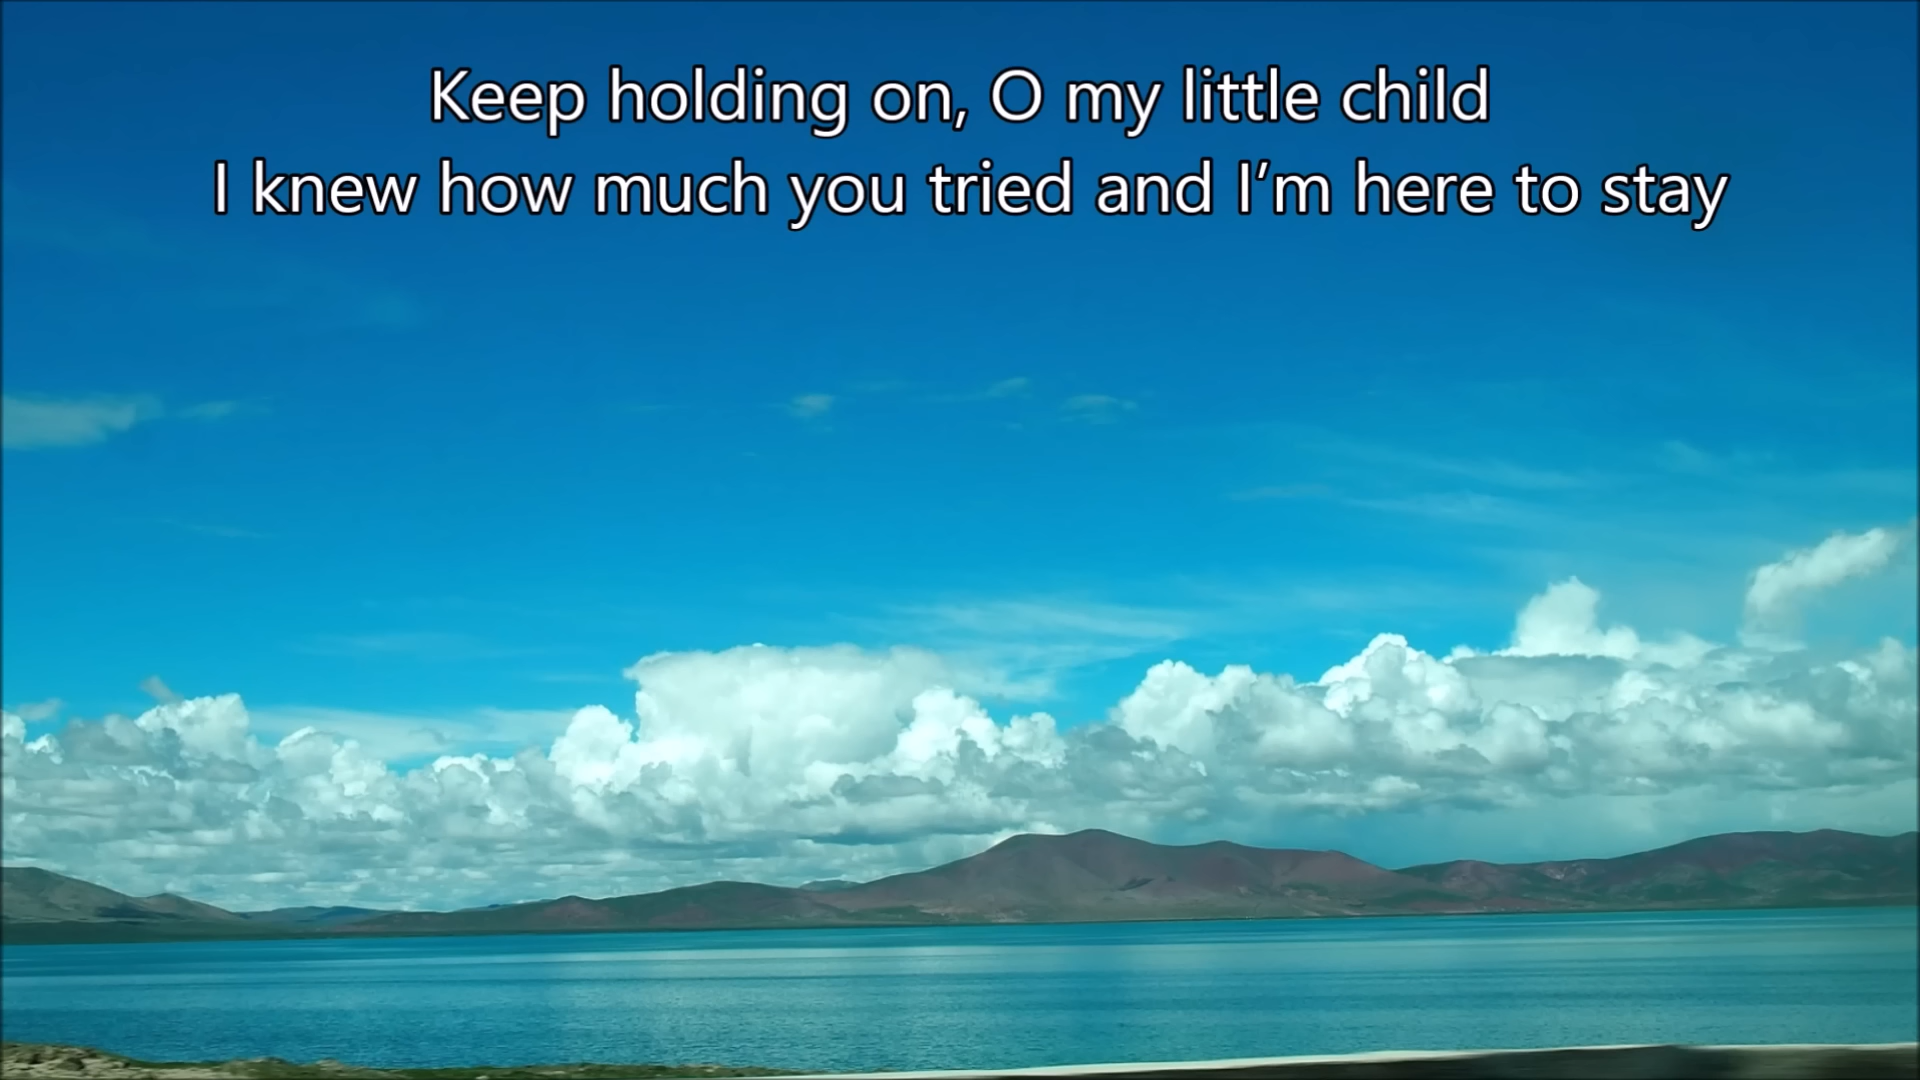 Keep holding on, O my little child
I knew how much you tried and I’m here to stay